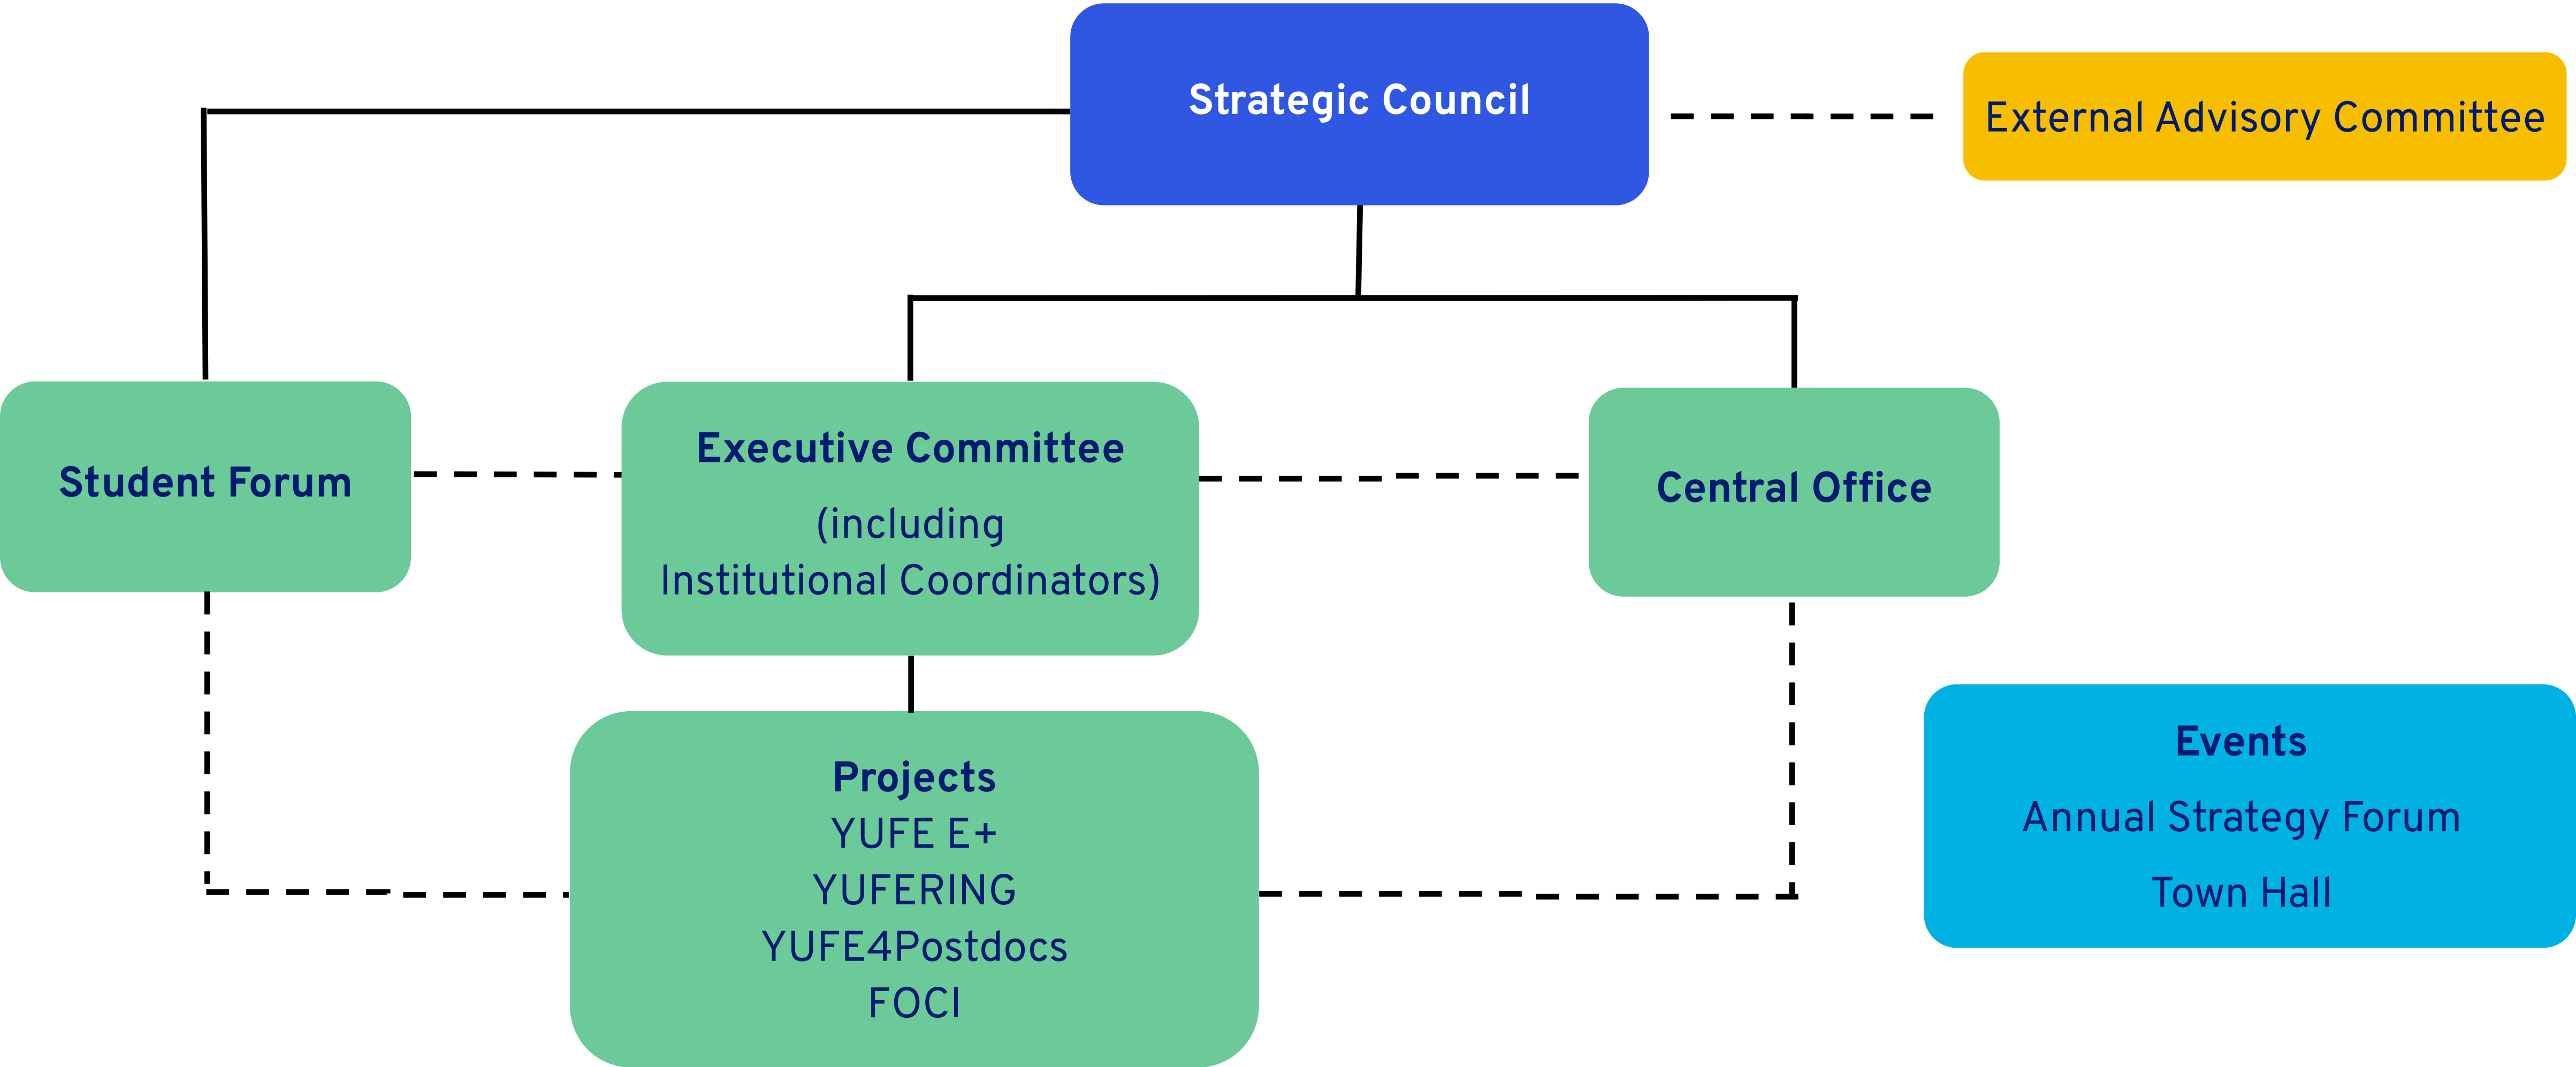 Strategic Council
External Advisory Committee
Student Forum
Executive Committee
(including
Institutional Coordinators)
Central Office
Projects
YUFE E+
YUFERING
YUFE4Postdocs
FOCI
Events
Annual Strategy Forum
Town Hall